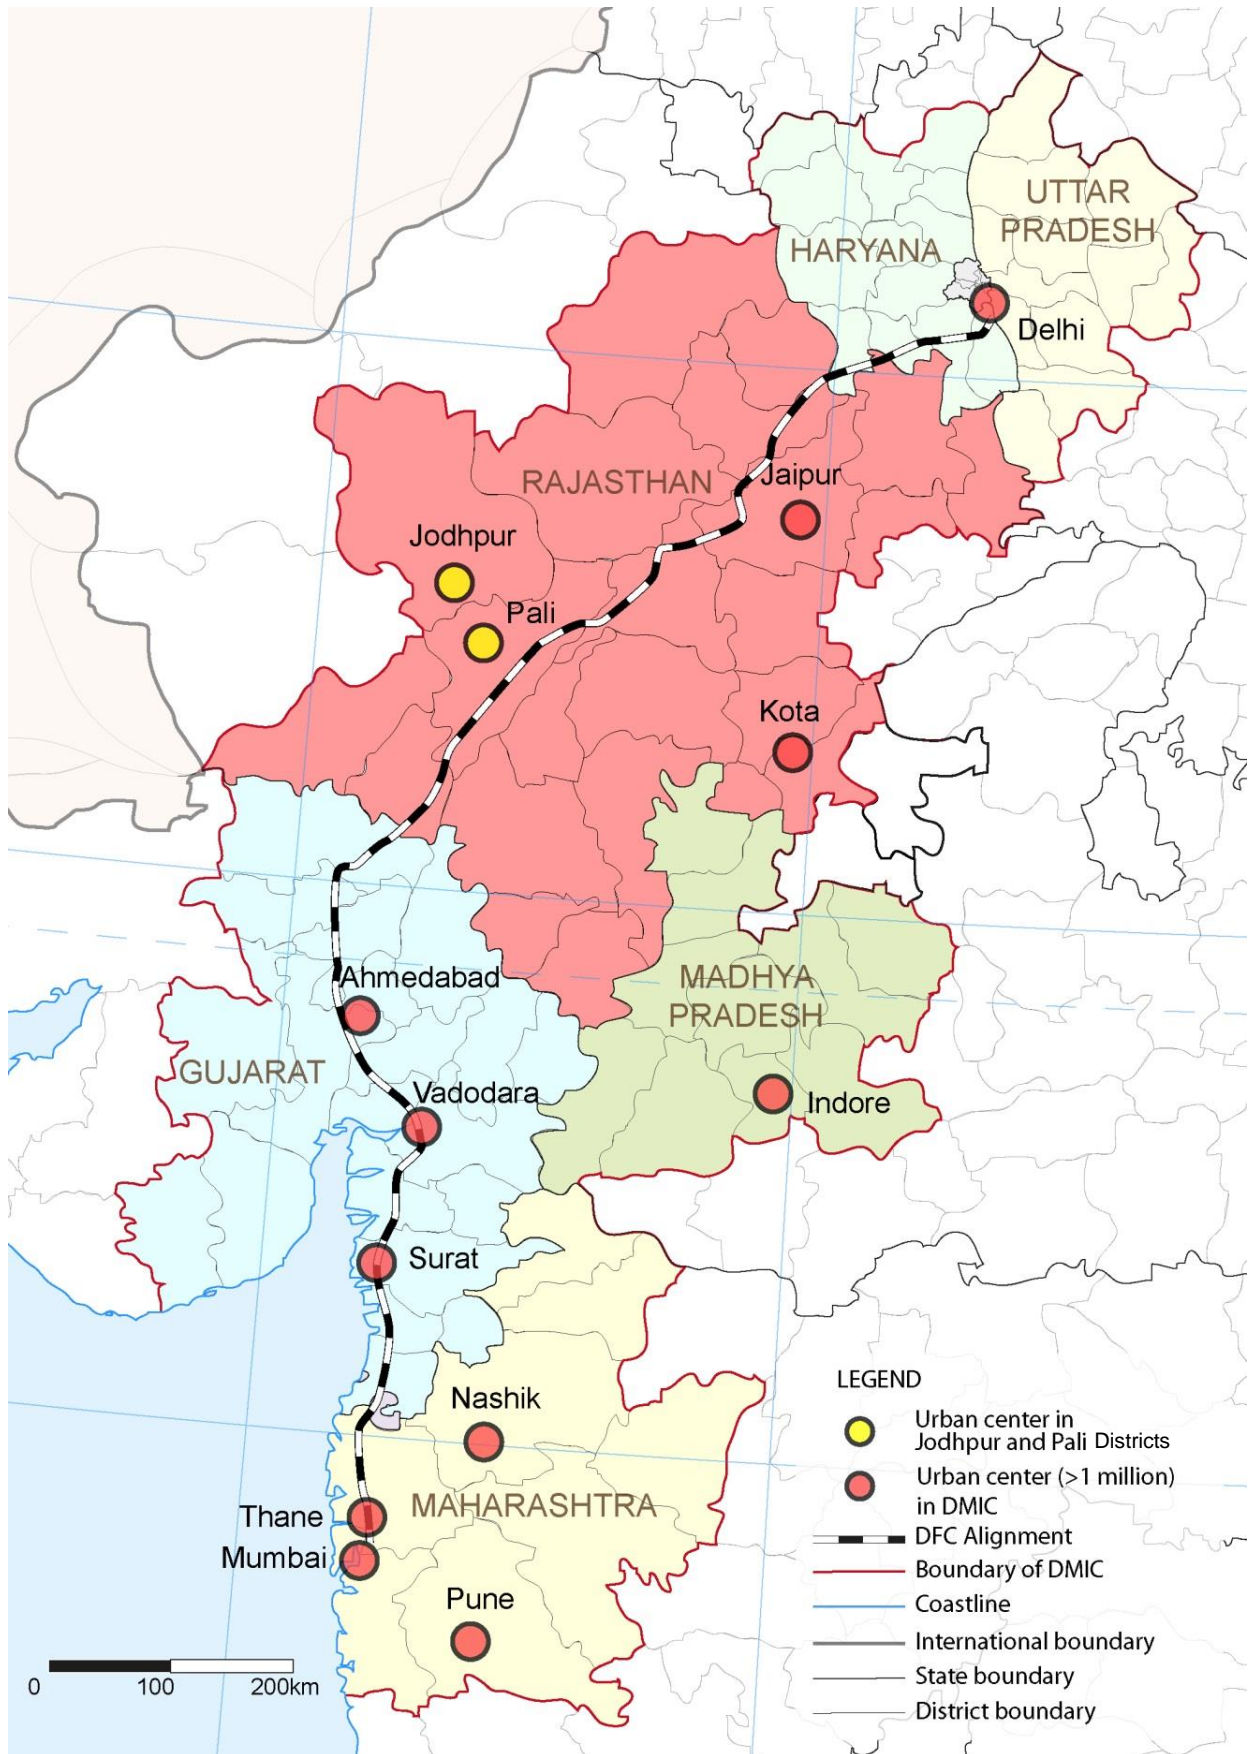 UTTAR
PRADESH
HARYANA
Delhi
RAJASTHAN
Jaipur
Jodhpur
Pali
Kota
Ahmedabad
MADHYA
PRADESH
GUJARAT
Vadodara
Indore
Surat
Nashik
MAHARASHTRA
Thane
Mumbai
Pune
0 100 200km
LEGEND
Urban center in
Jodhpur and Pali Districts
Urban center (>1 million)
in DMIC
DFC Alignment
Boundary of DMIC
Coastline
International boundary
State boundary
District boundary